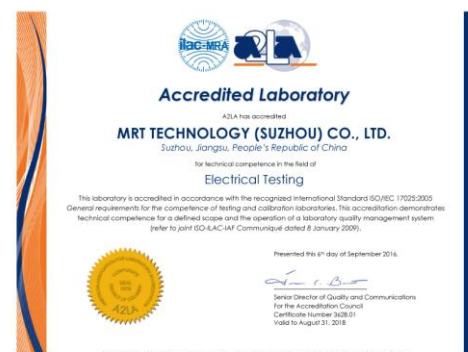 ilac-MRA
A2LA
Accredited Laboratory
A2LA has accredited
MRT TECHNOLOGY (SUZHOU) CO., LTD.
Suzhou, Jiangsu, People's Republic of China
for technical competence in the field of
Electrical Testing
This laboratory is accredited in accordance with the recognized International Standard ISO/IEC 17025:2005
General requirements for the competence of testing and calibration laboratories. This accreditation demonstrates
technical competence for a defined scope and the operation of a laboratory quality management system
(refer to joint ISO-ILAC-IAF Communiqué dated 8 January 2009).
Presented this 6th day of September 2016.
Senior Director of Quality and Communications
For the Accreditation Council
Certificate Number 3628.01
Valid to August 31, 2018
CORPORATE
SEAL
1978
A2LA